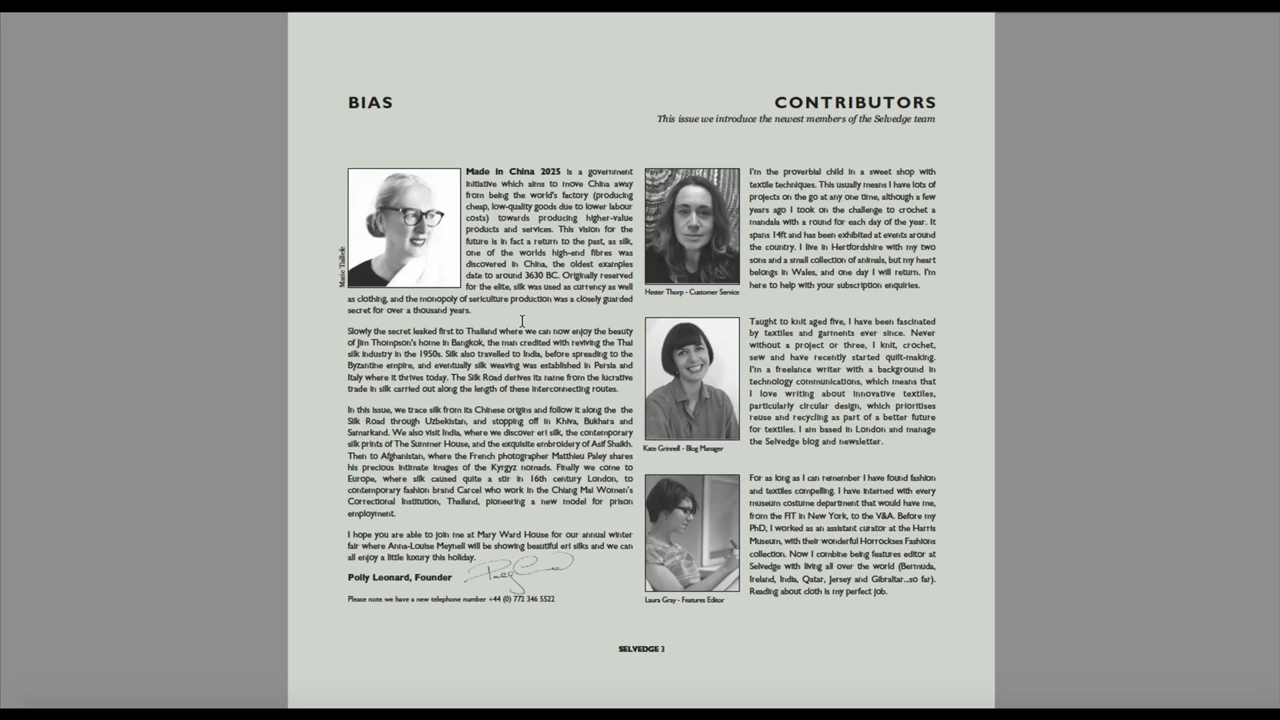 BIAS
CONTRIBUTORS
This issue we introduce the newest members of the Selvedge team
Marie Taillefe
Made in China 2025 is a government
initiative which aims to move China away
from being the world's factory (producing
cheap, low-quality goods due to lower labour
costs) towards producing higher-value
products and services. This vision for the
future is in fact a return to the past, as silk,
one of the worlds high-end fibres was
discovered in China, the oldest examples
date to around 3630 BC. Originally reserved
for the elite, silk was used as currency as well
as clothing, and the monopoly of sericulture production was a closely guarded
secret for over a thousand years.
Slowly the secret leaked first to Thailand where we can now enjoy the beauty
of Jim Thompson's home in Bangkok, the man credited with reviving the Thai
silk industry in the 1950s. Silk also travelled to India, before spreading to the
Byzantine empire, and eventually silk weaving was established in Persia and
Italy where it thrives today. The Silk Road derives its name from the lucrative
trade in silk carried out along the length of these interconnecting routes.
In this issue, we trace silk from its Chinese origins and follow it along the the
Silk Road through Uzbekistan, and stopping off in Khiva, Bukhara and
Samarkand. We also visit India, where we discover eri silk, the contemporary
silk prints of The Summer House, and the exquisite embroidery of Asif Shaikh.
Then to Afghanistan, where the French photographer Matthieu Paley shares
his precious intimate images of the Kyrgyz nomads. Finally we come to
Europe, where silk caused quite a stir in 16th century London, to
contemporary fashion brand Carcel who work in the Chiang Mai Women's
Correctional Institution, Thailand, pioneering a new model for prison
employment.
I hope you are able to join me at Mary Ward House for our annual winter
fair where Anna-Louise Meynell will be showing beautiful eri silks and we can
all enjoy a little luxury this holiday.
Polly Leonard, Founder
Please note we have a new telephone number +44 (0) 772 346 5522
I'm the proverbial child in a sweet shop with
textile techniques. This usually means I have lots of
projects on the go at any one time, although a few
years ago I took on the challenge to crochet a
mandala with a round for each day of the year. It
spans 14ft and has been exhibited at events around
the country. I live in Hertfordshire with my two
sons and a small collection of animals, but my heart
belongs in Wales, and one day I will return. I'm
here to help with your subscription enquiries.
Hester Thorp - Customer Service
Taught to knit aged five, I have been fascinated
by textiles and garments ever since. Never
without a project or three, I knit, crochet,
sew and have recently started quilt-making.
I'm a freelance writer with a background in
technology communications, which means that
I love writing about innovative textiles,
particularly circular design, which prioritises
reuse and recycling as part of a better future
for textiles. I am based in London and manage
the Selvedge blog and newsletter.
Kate Grinnell - Blog Manager
For as long as I can remember I have found fashion
and textiles compelling. I have interned with every
museum costume department that would have me,
from the FIT in New York, to the V&A. Before my
PhD, I worked as an assistant curator at the Harris
Museum, with their wonderful Horrockses Fashions
collection. Now I combine being features editor at
Selvedge with living all over the world (Bermuda,
Ireland, India, Qatar, Jersey and Gibraltar...so far).
Reading about cloth is my perfect job.
Laura Gray - Features Editor
SELVEDGE 3